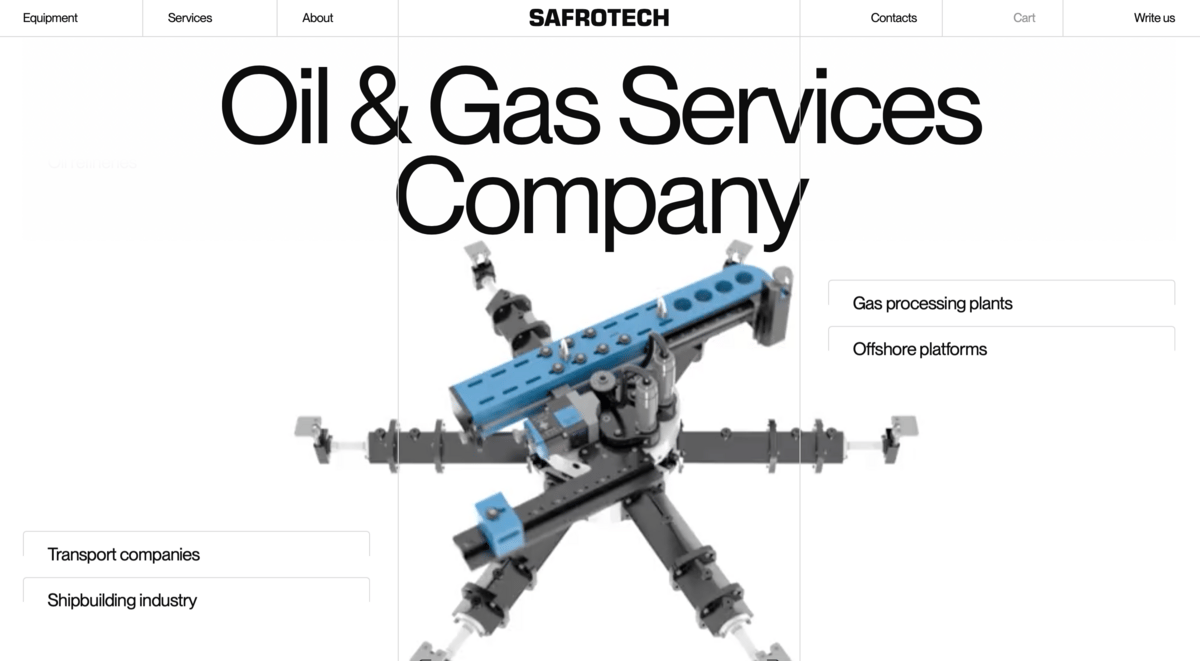 Equipment
Services
About
SAFROTECH
Contacts
Cart
Write us
Oil & Gas Services
Company
Gas processing plants
Offshore platforms
Transport companies
Shipbuilding industry